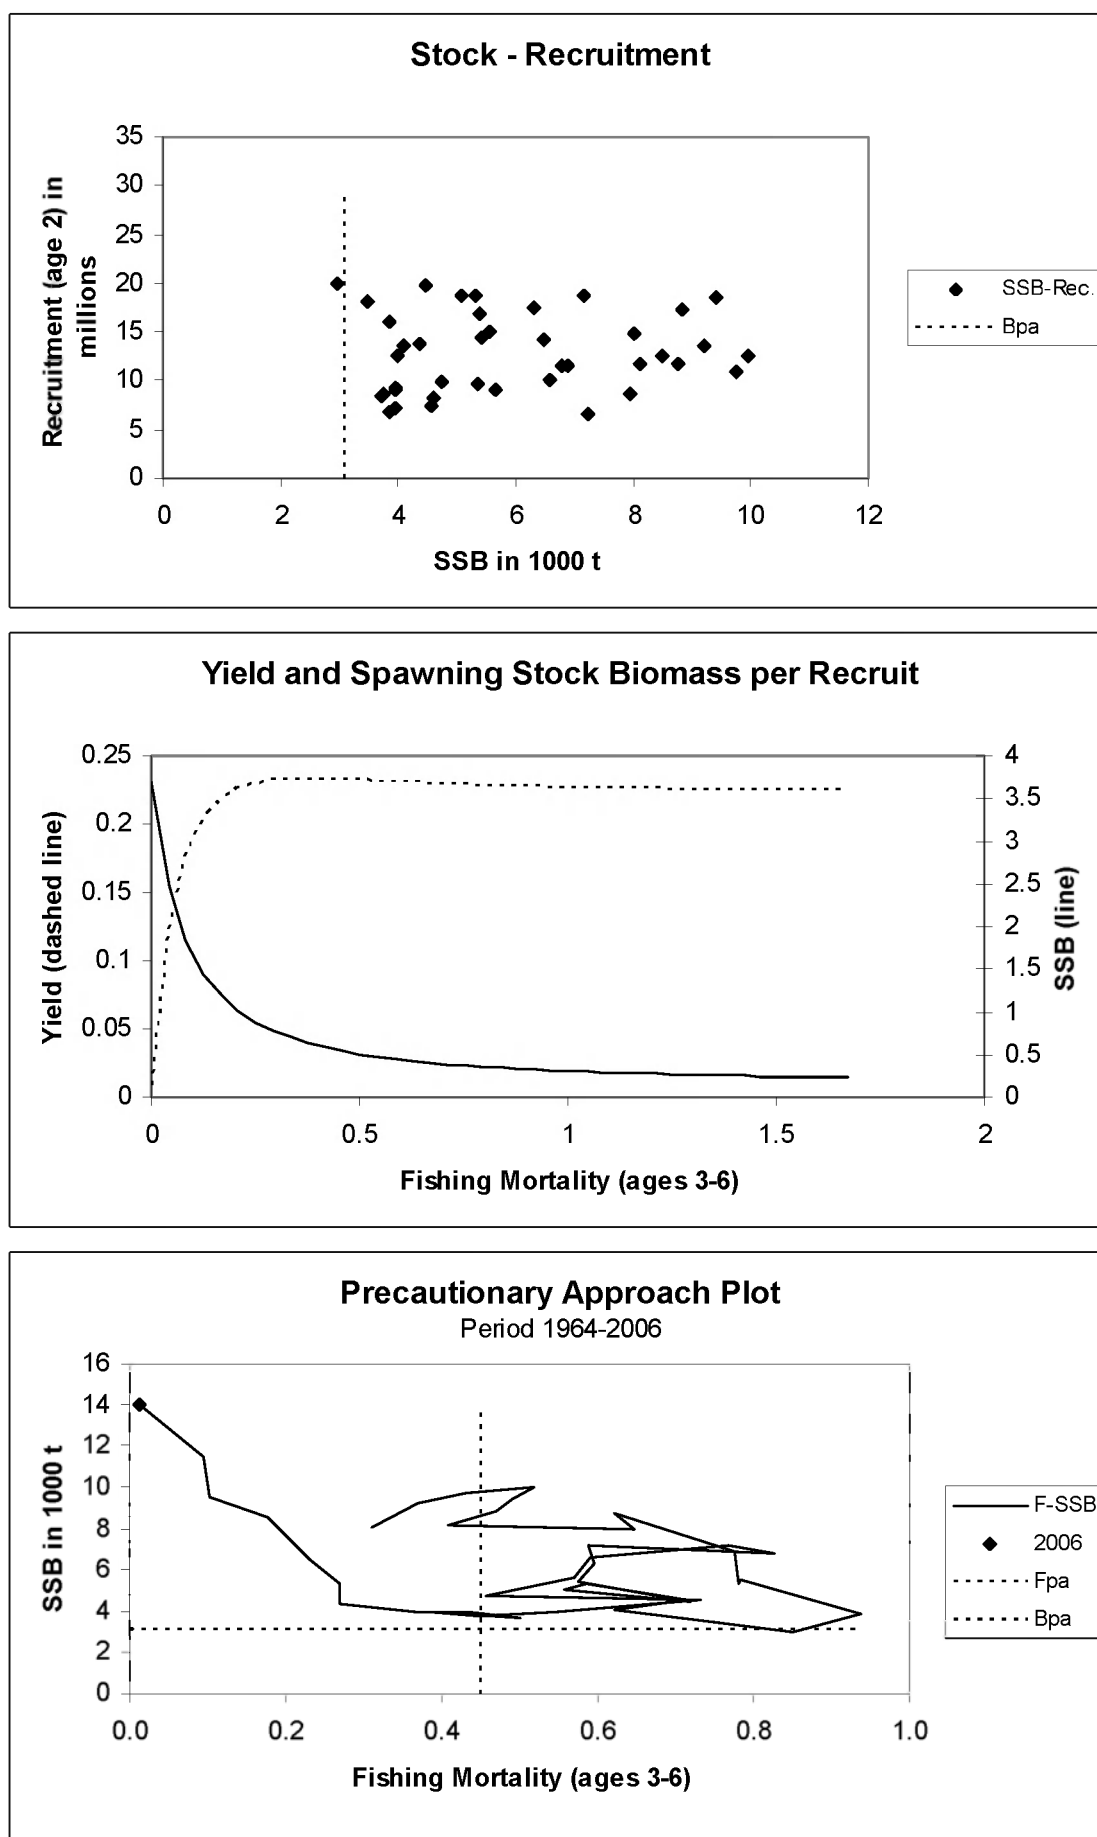 Stock - Recruitment
Recruitment (age 2) in
millions
35
30
25
20
15
10
5
0
0 2 4 6 8 10 12
SSB in 1000 t
SSB-Rec.
Bpa
Yield and Spawning Stock Biomass per Recruit
Yield (dashed line)
0.25
0.2
0.15
0.1
0.05
0
4
3.5
3
2.5
2
1.5
1
0.5
0
SSB (line)
0 0.5 1 1.5 2
Fishing Mortality (ages 3-6)
Precautionary Approach Plot
Period 1964-2006
SSB in 1000 t
16
14
12
10
8
6
4
2
0
0.0 0.2 0.4 0.6 0.8 1.0
Fishing Mortality (ages 3-6)
F-SSB
2006
Fpa
Bpa